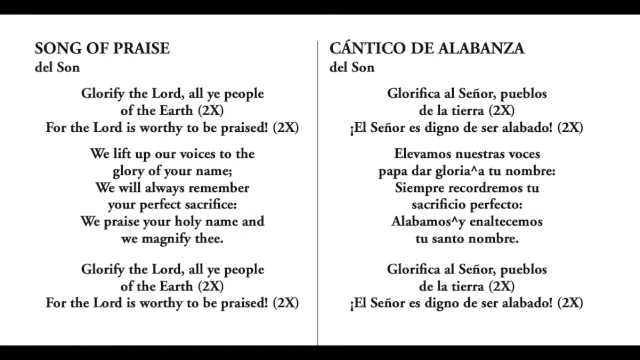 SONG OF PRAISE
del Son
Glorify the Lord, all ye people
of the Earth (2X)
For the Lord is worthy to be praised! (2X)
We lift up our voices to the
glory of your name;
We will always remember
your perfect sacrifice:
We praise your holy name and
we magnify thee.
Glorify the Lord, all ye people
of the Earth (2X)
For the Lord is worthy to be praised! (2X)
CÁNTICO DE ALABANZA
del Son
Glorifica al Señor, pueblos
de la tierra (2X)
¡El Señor es digno de ser alabado! (2X)
Elevamos nuestras voces
papa dar gloria^a tu nombre:
Siempre recordremos tu
sacrificio perfecto:
Alabamos^y enaltecemos
tu santo nombre.
Glorifica al Señor, pueblos
de la tierra (2X)
¡El Señor es digno de ser alabado! (2X)